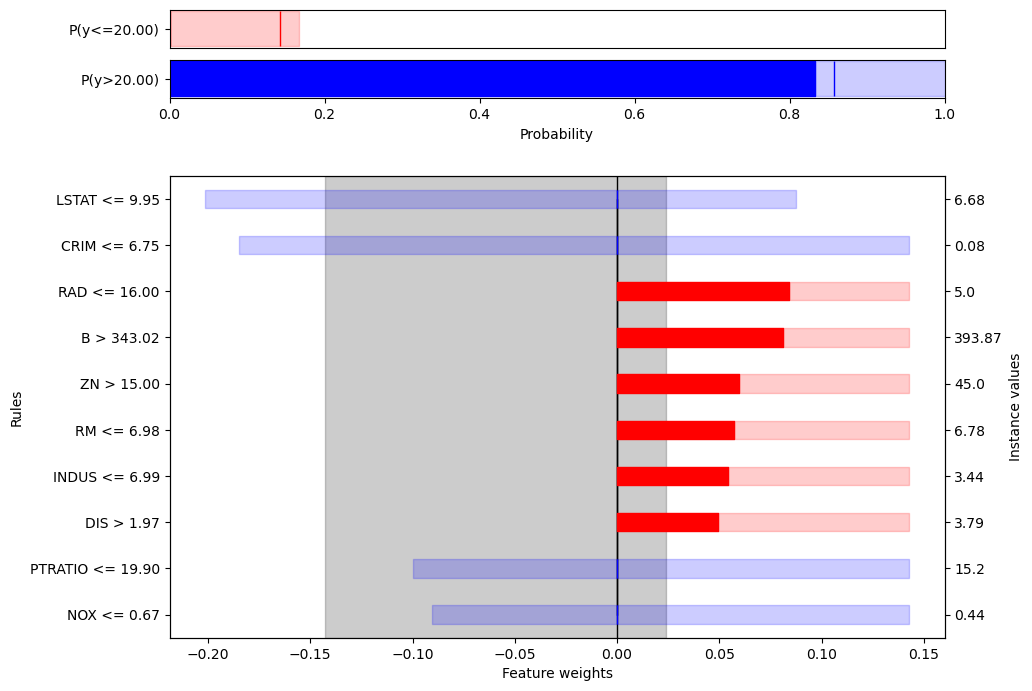 P(y<=20.00)
P(y>20.00)
0.0 0.2 0.4 0.6 0.8 1.0
Probability
LSTAT <= 9.95 6.68
CRIM <= 6.75 0.08
RAD <= 16.00 5.0
B > 343.02 393.87
ZN > 15.00 45.0
RM <= 6.98 6.78
INDUS <= 6.99 3.44
DIS > 1.97 3.79
PTRATIO <= 19.90 15.2
NOX <= 0.67 0.44
Rules
Instance values
−0.20 −0.15 −0.10 −0.05 0.00 0.05 0.10 0.15
Feature weights